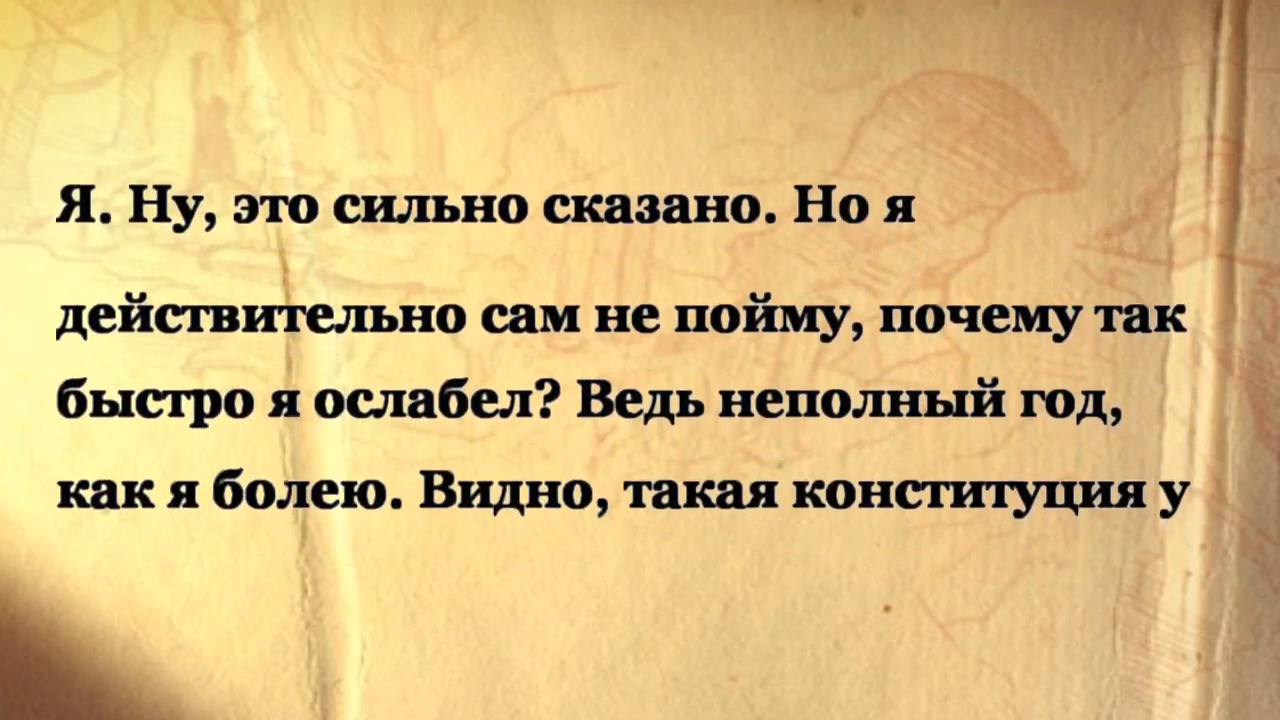 Я. Ну, это сильно сказано. Но я
действительно сам не пойму, почему так
быстро я ослабел? Ведь неполный год,
как я болею. Видно, такая конституция у